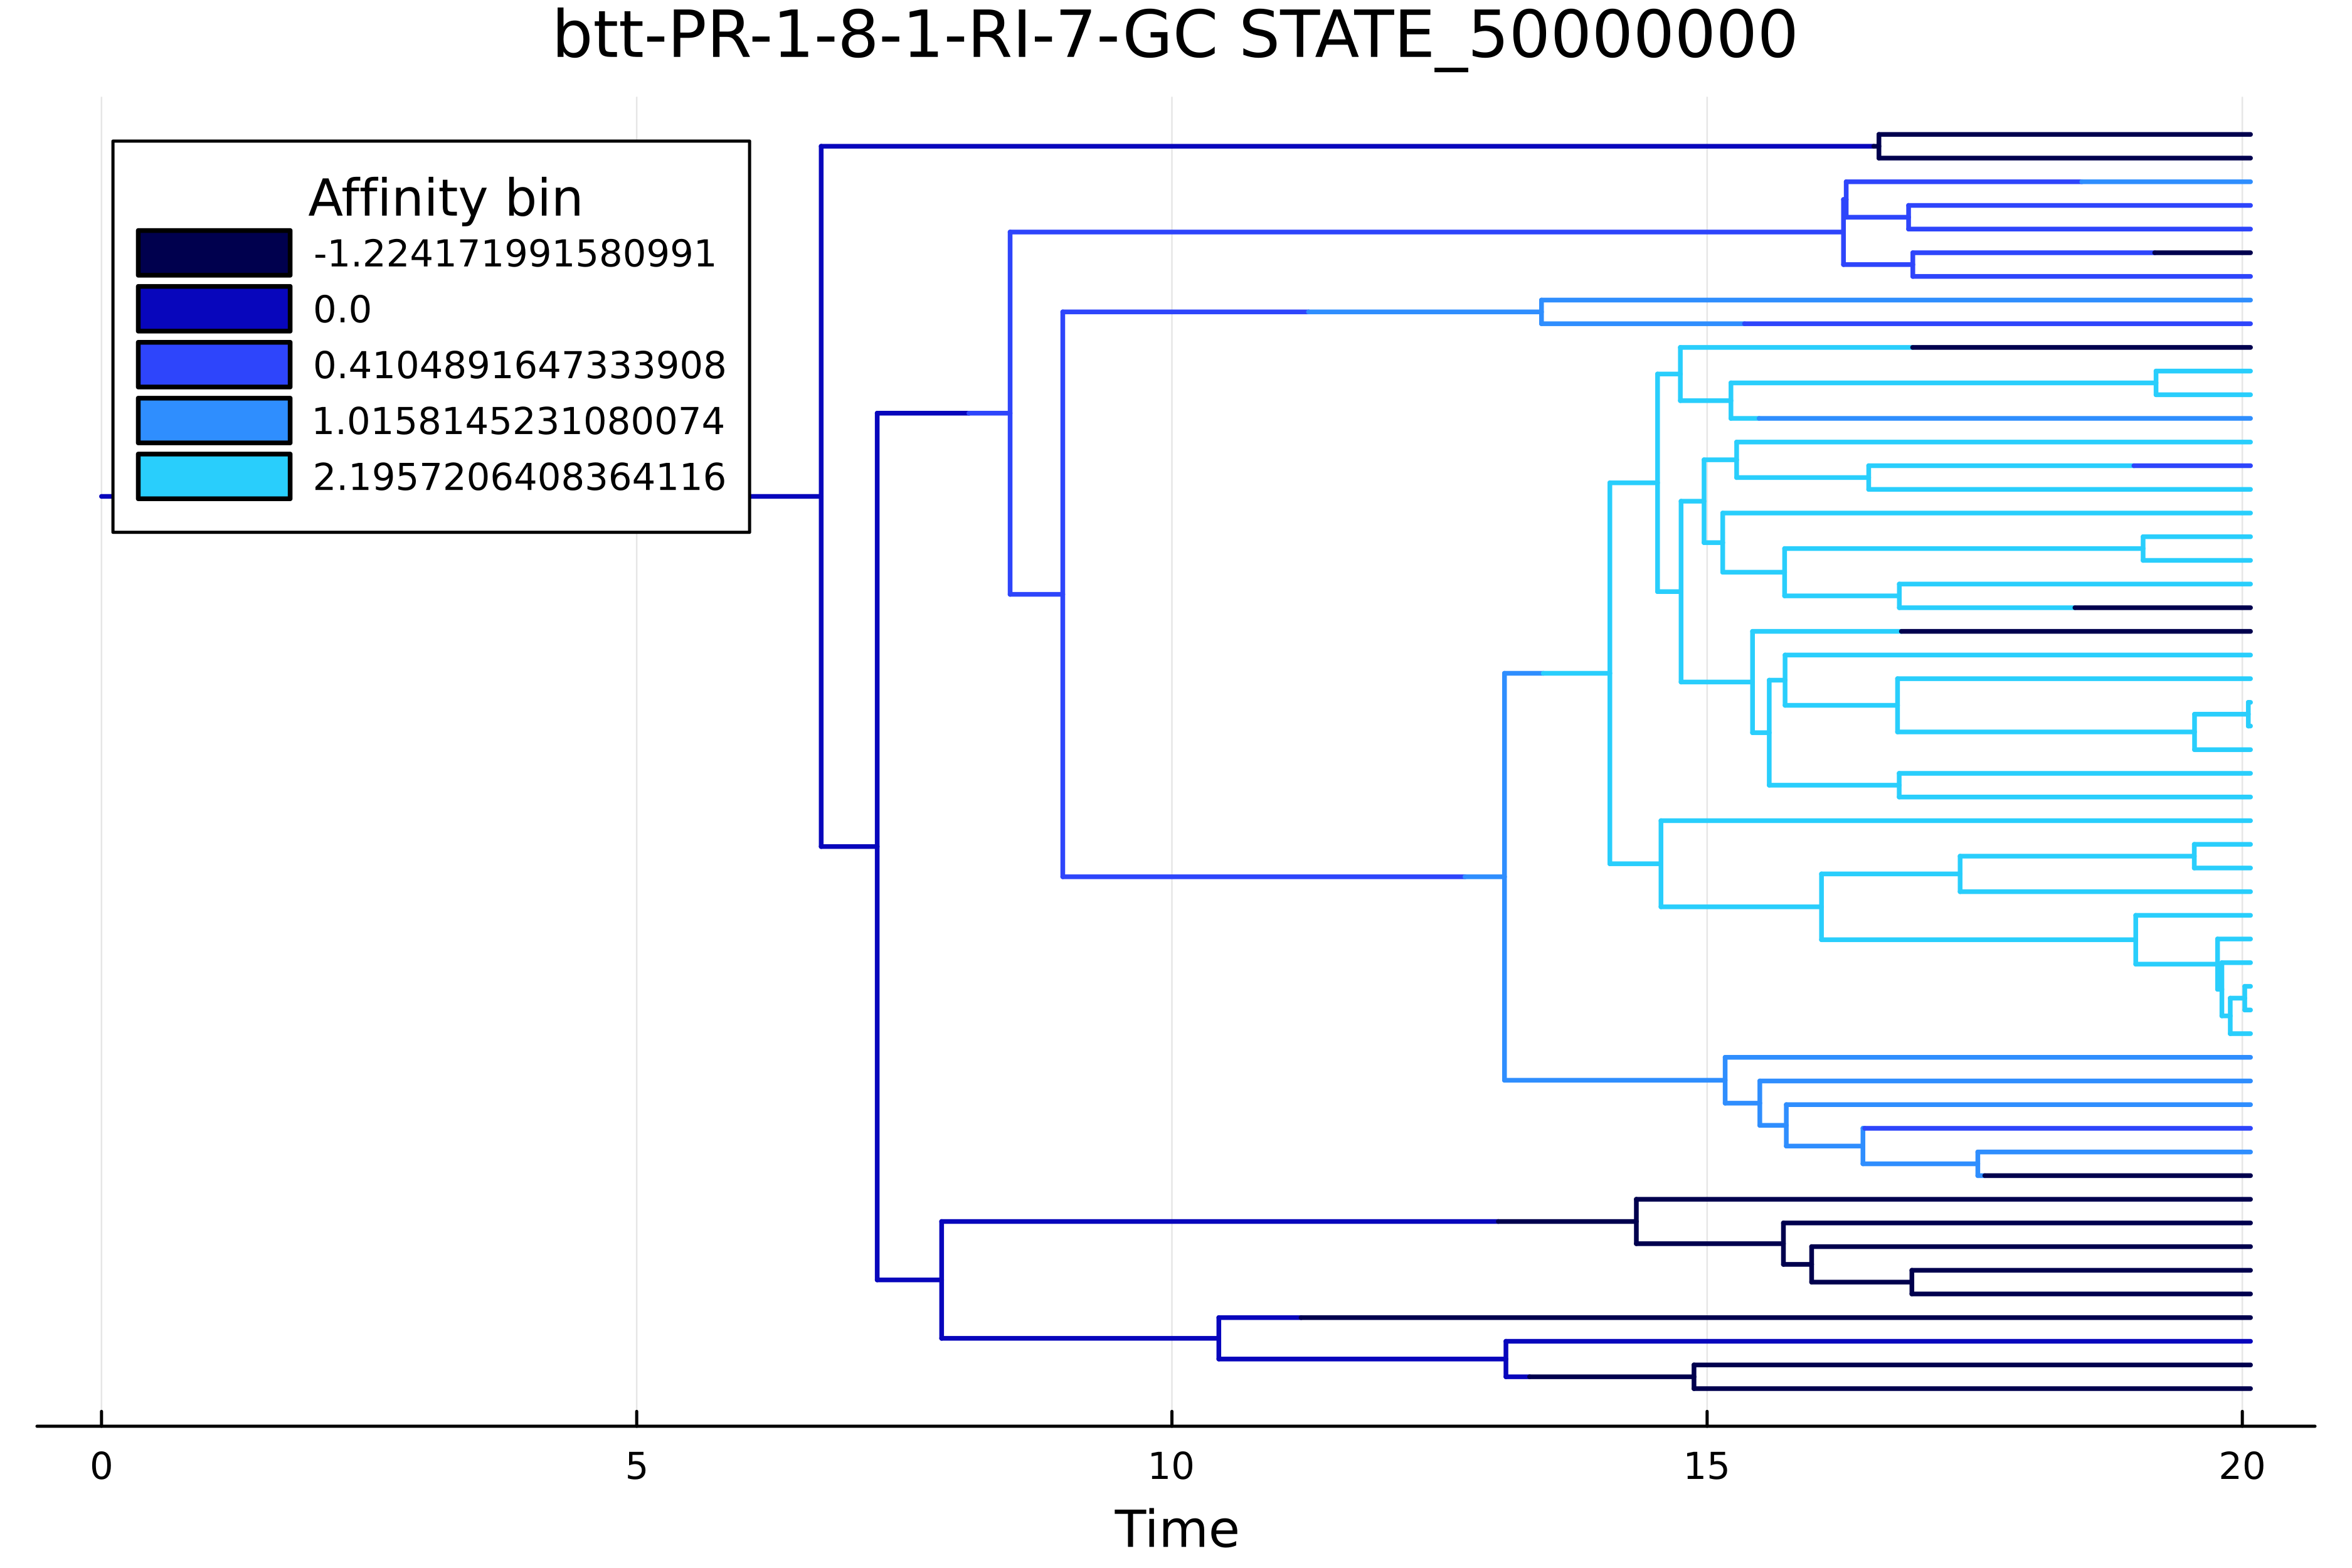 btt-PR-1-8-1-RI-7-GC STATE_50000000
Affinity bin
-1.224171991580991
0.0
0.4104891647333908
1.0158145231080074
2.1957206408364116
0 5 10 15 20
Time